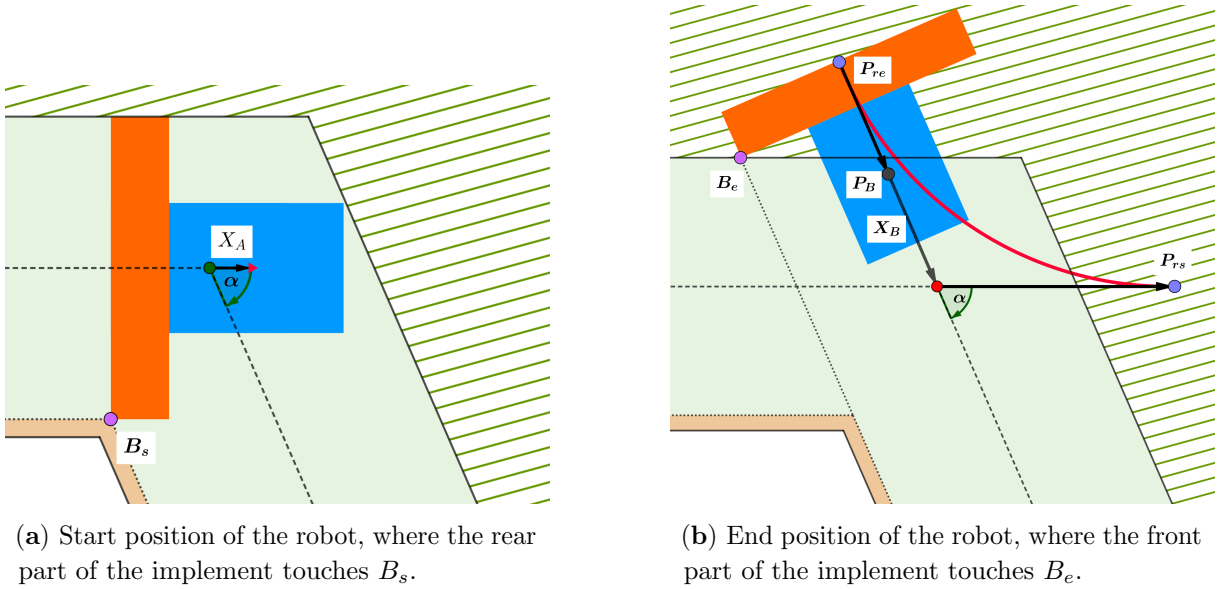 X_A
α
B_s
P_re
B_e
P_B
X_B
P_rs
α
(a) Start position of the robot, where the rear
part of the implement touches B_s.
(b) End position of the robot, where the front
part of the implement touches B_e.